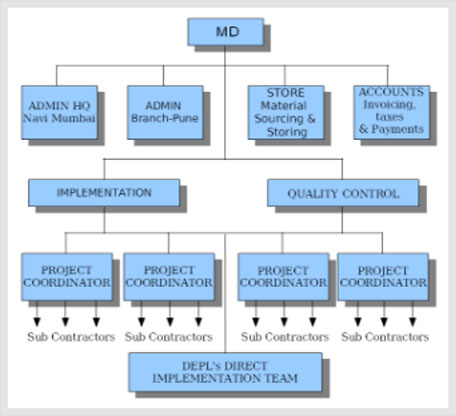 MD
ADMIN HQ
Navi Mumbai
ADMIN
Branch-Pune
STORE
Material
Sourcing &
Storing
ACCOUNTS
Invoicing,
taxes
& Payments
IMPLEMENTATION
QUALITY CONTROL
PROJECT
COORDINATOR
PROJECT
COORDINATOR
PROJECT
COORDINATOR
PROJECT
COORDINATOR
Sub Contractors
Sub Contractors
Sub Contractors
Sub Contractors
DEPL's DIRECT
IMPLEMENTATION TEAM